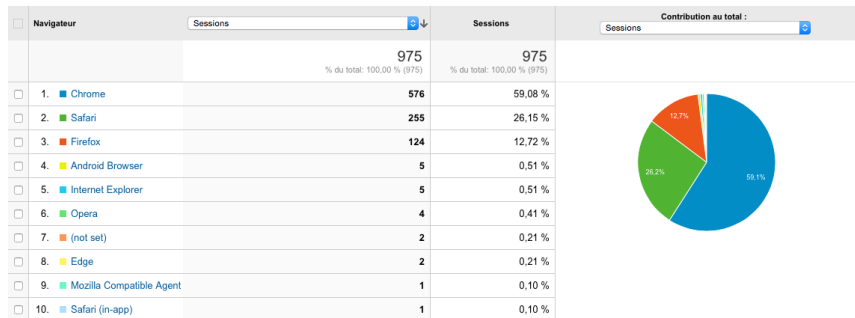 Navigateur Sessions Sessions Contribution au total :
Sessions
975 975
% du total: 100,00 % (975) % du total: 100,00 % (975)
1. Chrome 576 59,08 %
2. Safari 255 26,15 %
3. Firefox 124 12,72 %
4. Android Browser 5 0,51 %
5. Internet Explorer 5 0,51 %
6. Opera 4 0,41 %
7. (not set) 2 0,21 %
8. Edge 2 0,21 %
9. Mozilla Compatible Agent 1 0,10 %
10. Safari (in-app) 1 0,10 %
12,7%
26,2%
59,1%